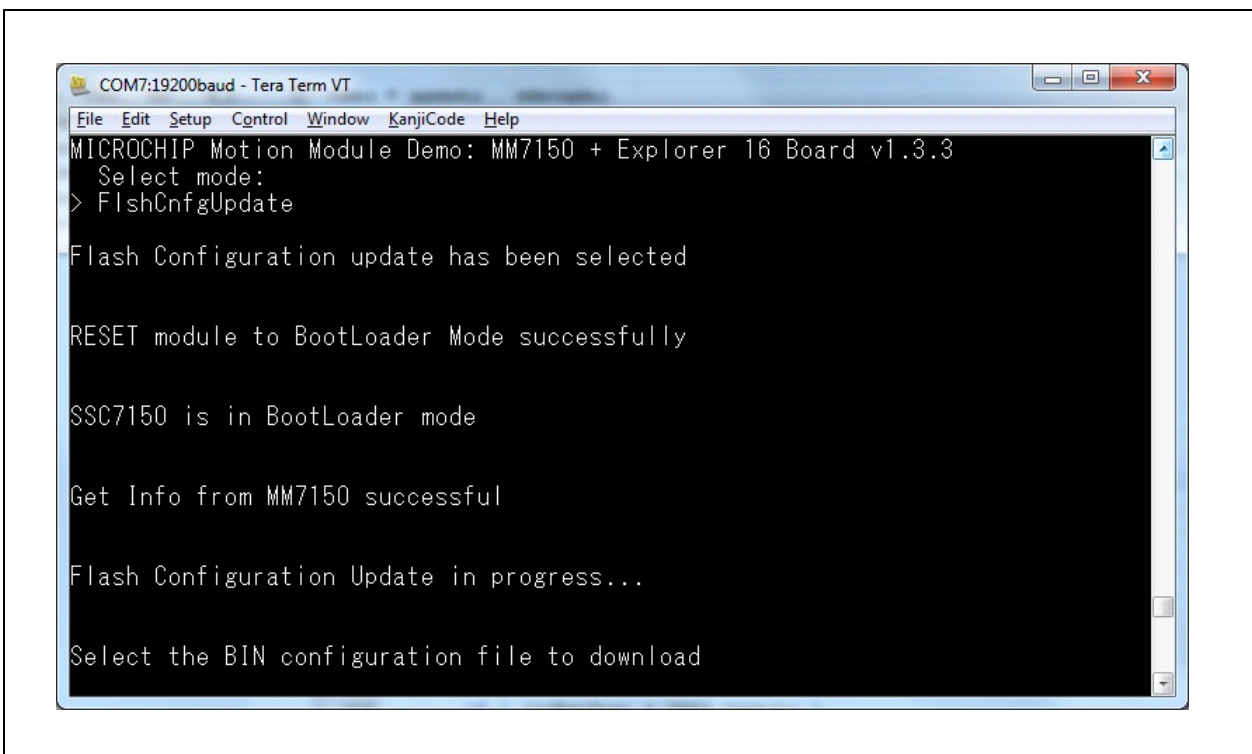 COM7:19200baud - Tera Term VT
File Edit Setup Control Window KanjiCode Help
MICROCHIP Motion Module Demo: MM7150 + Explorer 16 Board v1.3.3
Select mode:
> FlshCnfgUpdate
Flash Configuration update has been selected
RESET module to BootLoader Mode successfully
SSC7150 is in BootLoader mode
Get Info from MM7150 successful
Flash Configuration Update in progress...
Select the BIN configuration file to download